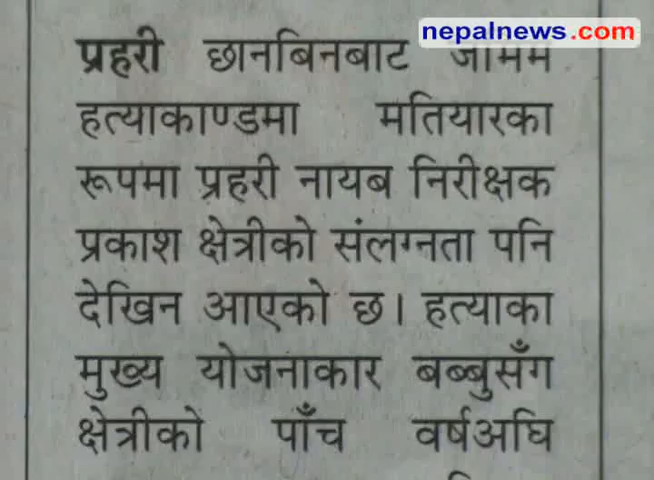 nepalnews.com
प्रहरी छानबिनबाट जामिम
हत्याकाण्डमा मतियारका
रूपमा प्रहरी नायब निरीक्षक
प्रकाश क्षेत्रीको संलग्नता पनि
देखिन आएको छ। हत्याका
मुख्य योजनाकार बब्बुसँग
क्षेत्रीको पाँच वर्षअघि